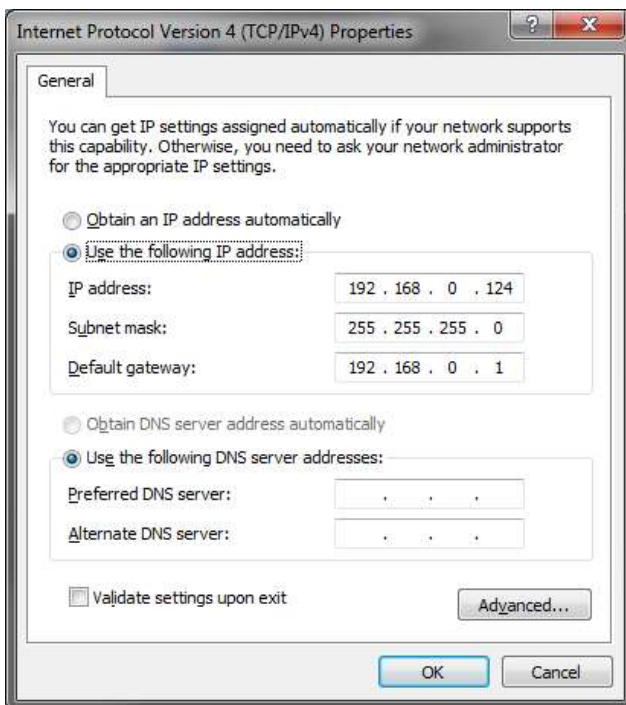 Internet Protocol Version 4 (TCP/IPv4) Properties
?
X
General
You can get IP settings assigned automatically if your network supports
this capability. Otherwise, you need to ask your network administrator
for the appropriate IP settings.
Obtain an IP address automatically
Use the following IP address:
IP address: 192 . 168 . 0 . 124
Subnet mask: 255 . 255 . 255 . 0
Default gateway: 192 . 168 . 0 . 1
Obtain DNS server address automatically
Use the following DNS server addresses:
Preferred DNS server: . . .
Alternate DNS server: . . .
Validate settings upon exit
Advanced...
OK Cancel